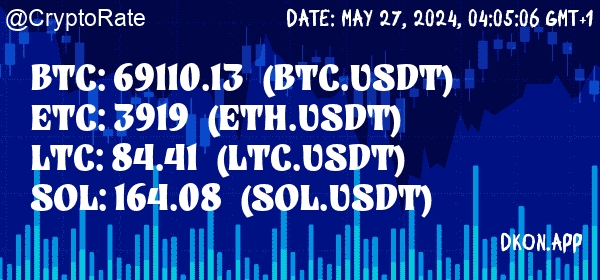 @CryptoRate
DATE: MAY 27, 2024, 04:05:06 GMT+1
BTC: 69110.13 (BTC.USDT)
ETC: 3919 (ETH.USDT)
LTC: 84.41 (LTC.USDT)
SOL: 164.08 (SOL.USDT)
DKON.APP